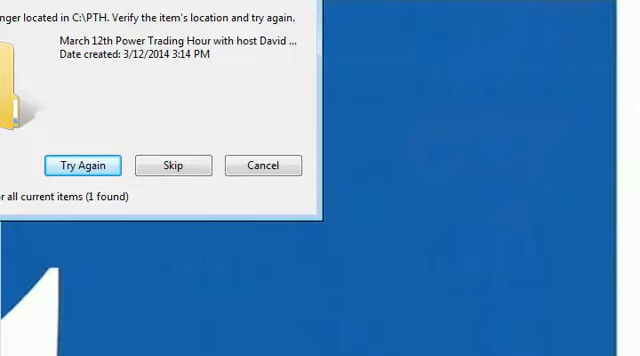 nger located in C:\PTH. Verify the item's location and try again.
March 12th Power Trading Hour with host David ...
Date created: 3/12/2014 3:14 PM
Try Again
Skip
Cancel
r all current items (1 found)